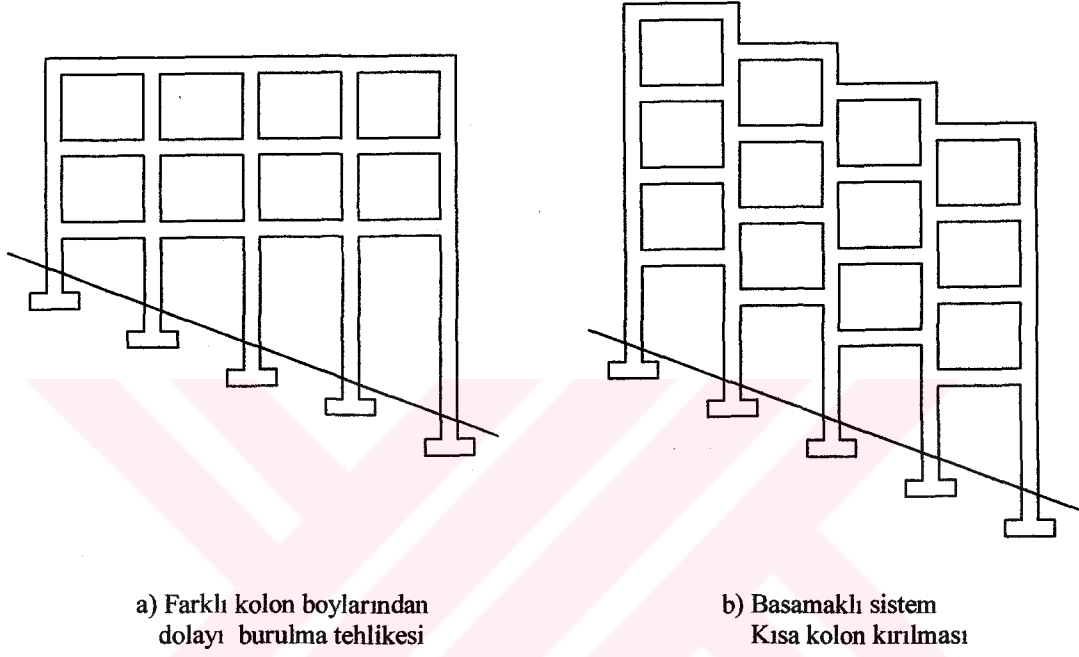 a) Farklı kolon boylarından
dolayı burulma tehlikesi
b) Basamaklı sistem
Kısa kolon kırılması